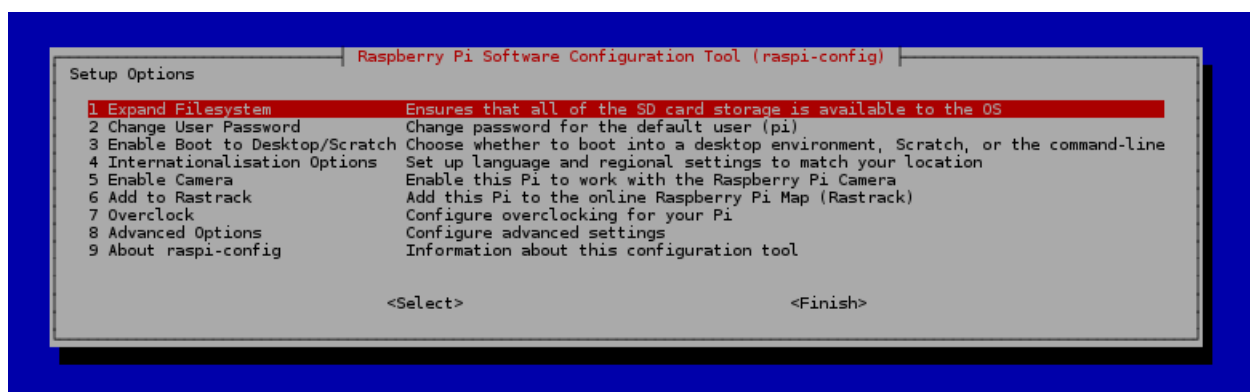 Raspberry Pi Software Configuration Tool (raspi-config)
Setup Options
1 Expand Filesystem Ensures that all of the SD card storage is available to the OS
2 Change User Password Change password for the default user (pi)
3 Enable Boot to Desktop/Scratch Choose whether to boot into a desktop environment, Scratch, or the command-line
4 Internationalisation Options Set up language and regional settings to match your location
5 Enable Camera Enable this Pi to work with the Raspberry Pi Camera
6 Add to Rastrack Add this Pi to the online Raspberry Pi Map (Rastrack)
7 Overclock Configure overclocking for your Pi
8 Advanced Options Configure advanced settings
9 About raspi-config Information about this configuration tool
<Select> <Finish>